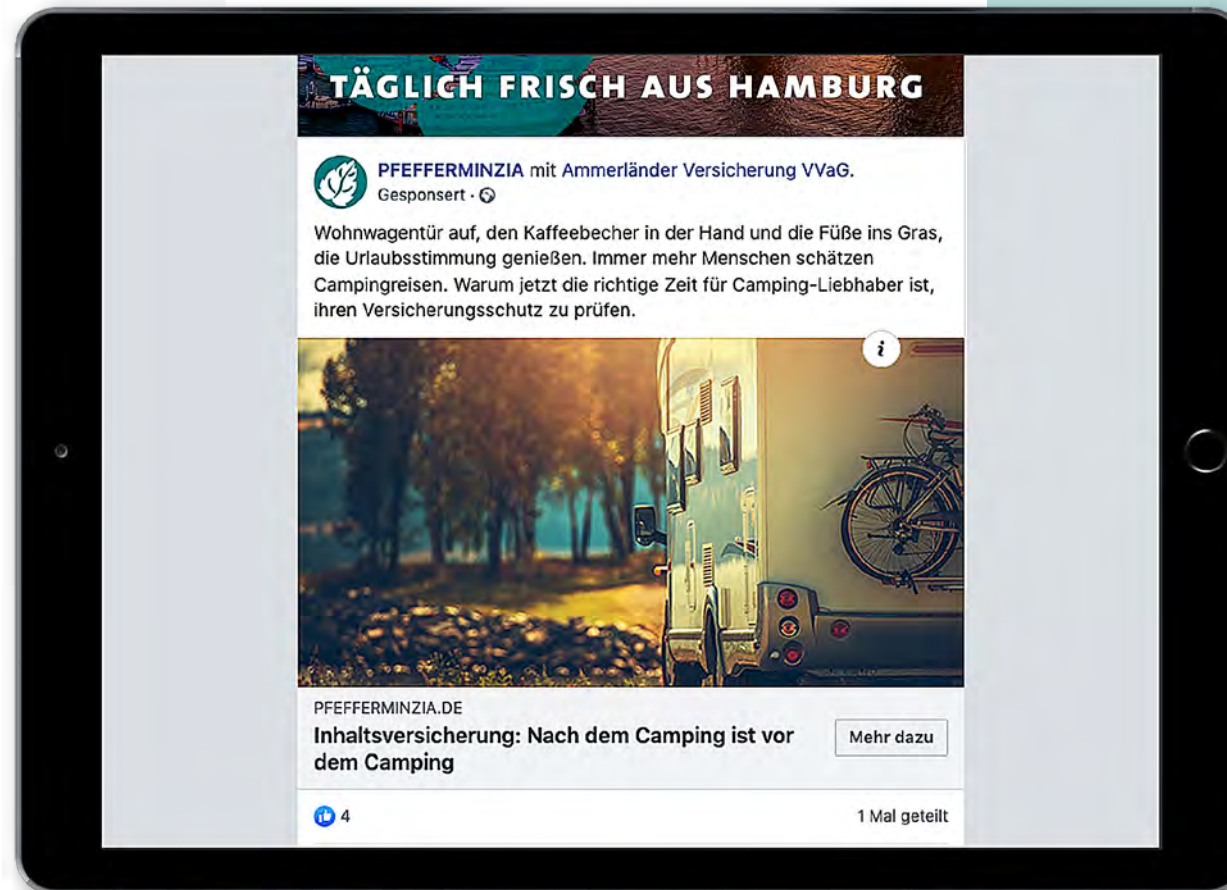 TÄGLICH FRISCH AUS HAMBURG
PFEFFERMINZIA mit Ammerländer Versicherung VVaG.
Gesponsert ·
Wohnwagentür auf, den Kaffeebecher in der Hand und die Füße ins Gras,
die Urlaubsstimmung genießen. Immer mehr Menschen schätzen
Campingreisen. Warum jetzt die richtige Zeit für Camping-Liebhaber ist,
ihren Versicherungsschutz zu prüfen.
i
PFEFFERMINZIA.DE
Inhaltsversicherung: Nach dem Camping ist vor
dem Camping
Mehr dazu
4
1 Mal geteilt